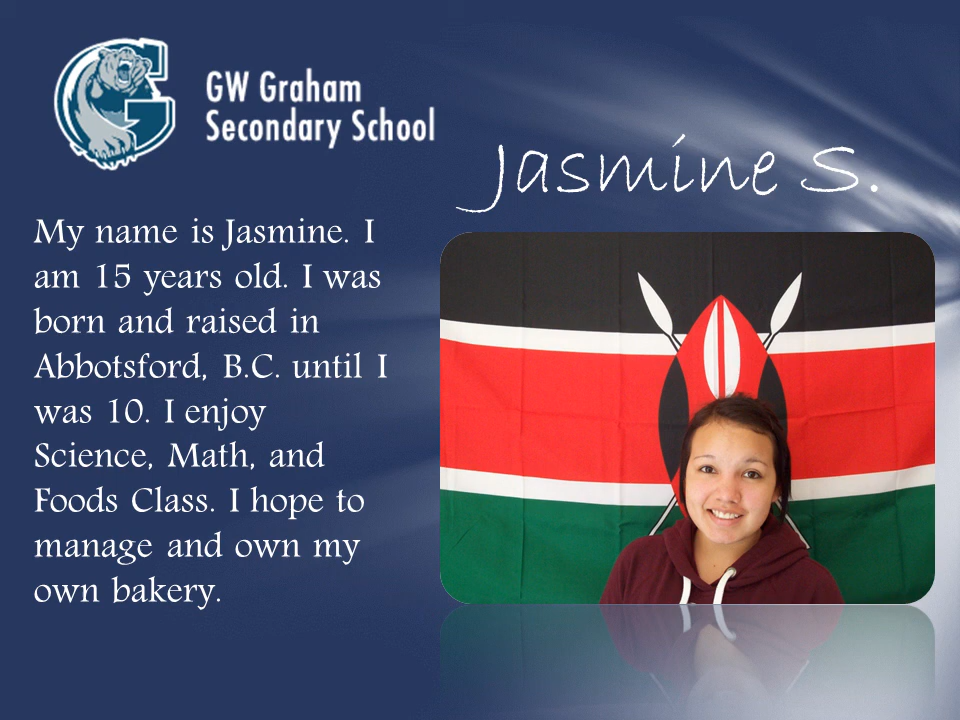 GW Graham
Secondary School
Jasmine S.
My name is Jasmine. I
am 15 years old. I was
born and raised in
Abbotsford, B.C. until I
was 10. I enjoy
Science, Math, and
Foods Class. I hope to
manage and own my
own bakery.